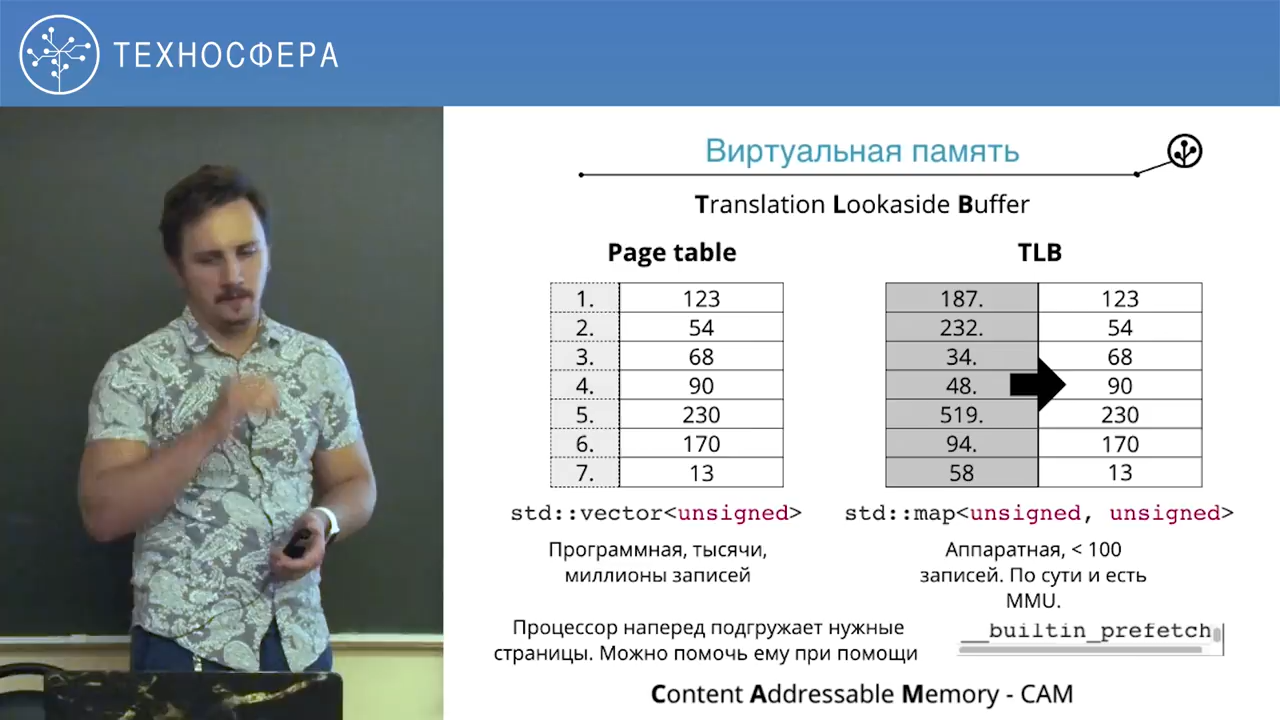 ТЕХНОСФЕРА
Виртуальная память
Translation Lookaside Buffer
Page table
1. 123
2. 54
3. 68
4. 90
5. 230
6. 170
7. 13
std::vector<unsigned>
Программная, тысячи,
миллионы записей
TLB
187. 123
232. 54
34. 68
48. 90
519. 230
94. 170
58 13
std::map<unsigned, unsigned>
Аппаратная, < 100
записей. По сути и есть
MMU.
Процессор наперед подгружает нужные
страницы. Можно помочь ему при помощи
__builtin_prefetch
Content Addressable Memory - CAM